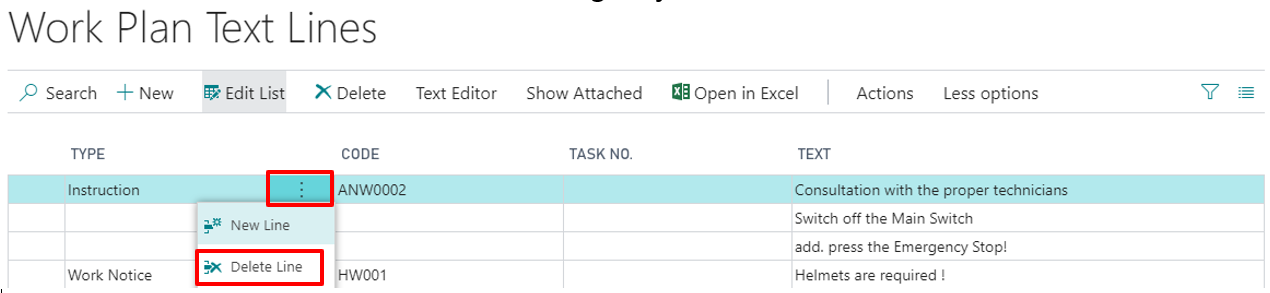 Work Plan Text Lines
Search New Edit List Delete Text Editor Show Attached Open in Excel Actions Less options
TYPE CODE TASK NO. TEXT
Instruction ANW0002 Consultation with the proper technicians
New Line Switch off the Main Switch
add. press the Emergency Stop!
Work Notice Delete Line HW001 Helmets are required !